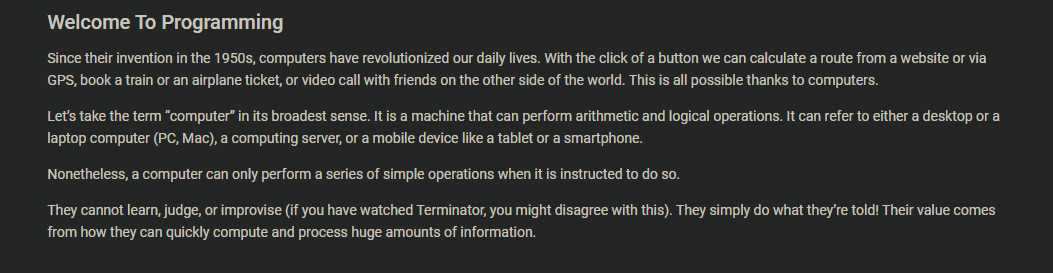 Welcome To Programming
Since their invention in the 1950s, computers have revolutionized our daily lives. With the click of a button we can calculate a route from a website or via
GPS, book a train or an airplane ticket, or video call with friends on the other side of the world. This is all possible thanks to computers.
Let’s take the term “computer” in its broadest sense. It is a machine that can perform arithmetic and logical operations. It can refer to either a desktop or a
laptop computer (PC, Mac), a computing server, or a mobile device like a tablet or a smartphone.
Nonetheless, a computer can only perform a series of simple operations when it is instructed to do so.
They cannot learn, judge, or improvise (if you have watched Terminator, you might disagree with this). They simply do what they’re told! Their value comes
from how they can quickly compute and process huge amounts of information.